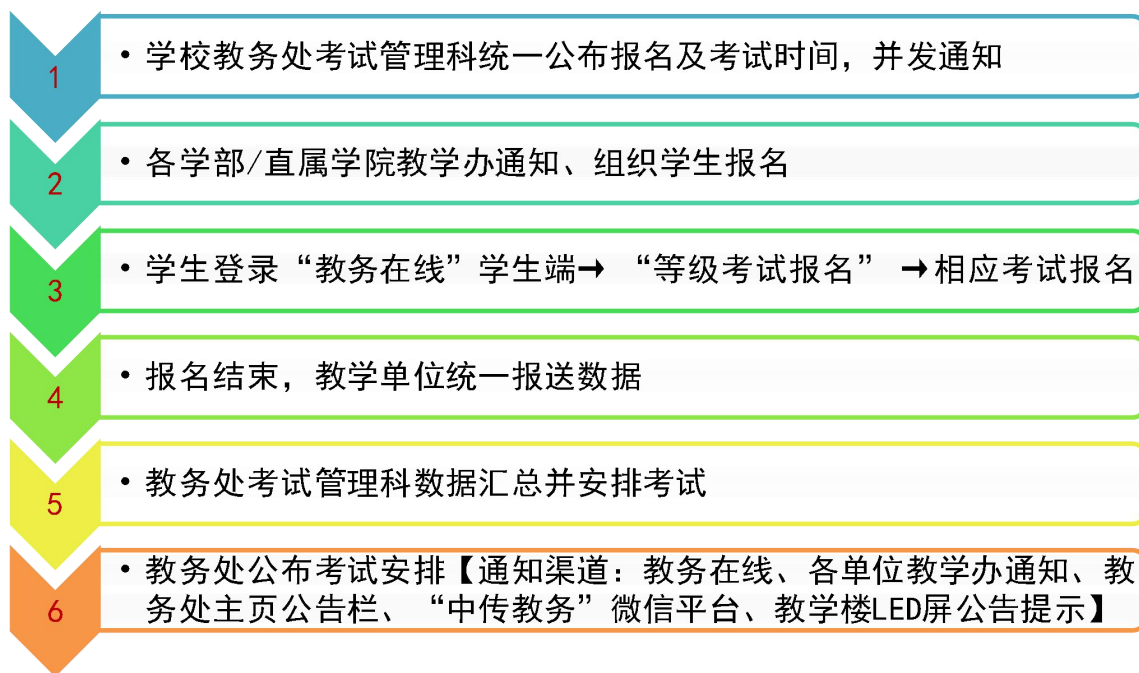 1
• 学校教务处考试管理科统一公布报名及考试时间，并发通知
2
• 各学部/直属学院教学办通知、组织学生报名
3
• 学生登录“教务在线”学生端→ “等级考试报名” →相应考试报名
4
• 报名结束，教学单位统一报送数据
5
• 教务处考试管理科数据汇总并安排考试
6
• 教务处公布考试安排【通知渠道：教务在线、各单位教学办通知、教
务处主页公告栏、“中传教务”微信平台、教学楼LED屏公告提示】